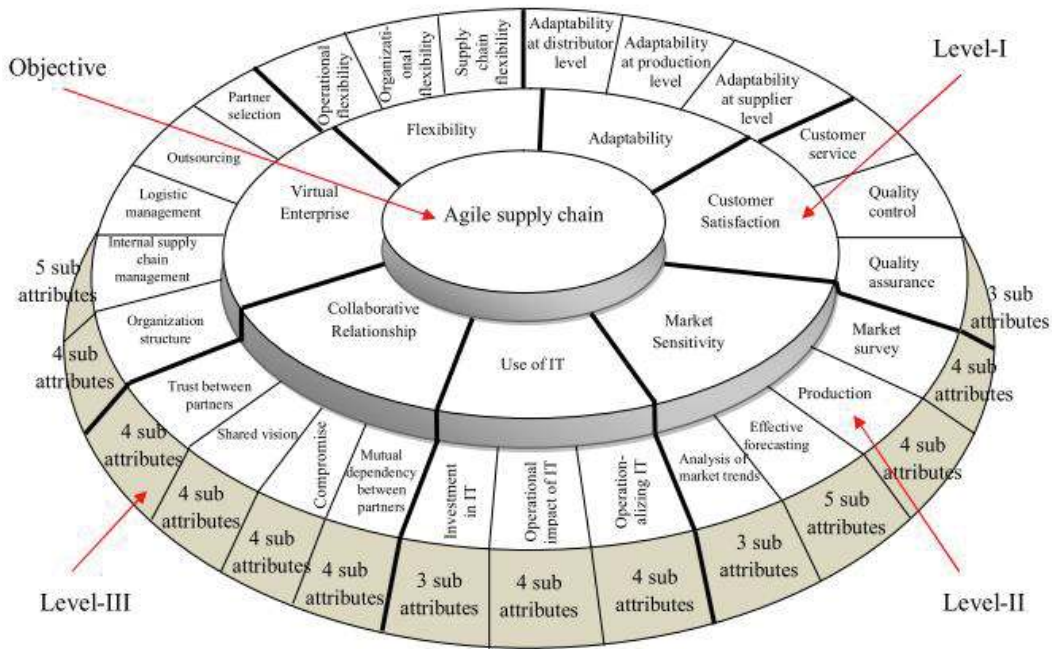 Objective
Level-I
Level-II
Level-III
Agile supply chain
Flexibility
Adaptability
Customer
Satisfaction
Market
Sensitivity
Use of IT
Collaborative
Relationship
Virtual
Enterprise
Operational
flexibility
Organizati-
onal
flexibility
Supply chain
flexibility
Adaptability
at distributor
level
Adaptability
at production
level
Adaptability
at supplier
level
Customer
service
Quality
control
Quality
assurance
Market
survey
Production
Effective
forecasting
Analysis of
market trends
Operation-
alizing IT
Operational
impact of IT
Investment
in IT
Mutual
dependency
between
partners
Compromise
Shared vision
Trust between
partners
Organization
structure
Internal supply
chain
management
Logistic
management
Outsourcing
Partner
selection
3 sub
attributes
4 sub
attributes
4 sub
attributes
5 sub
attributes
3 sub
attributes
4 sub
attributes
4 sub
attributes
3 sub
attributes
4 sub
attributes
4 sub
attributes
4 sub
attributes
4 sub
attributes
4 sub
attributes
5 sub
attributes